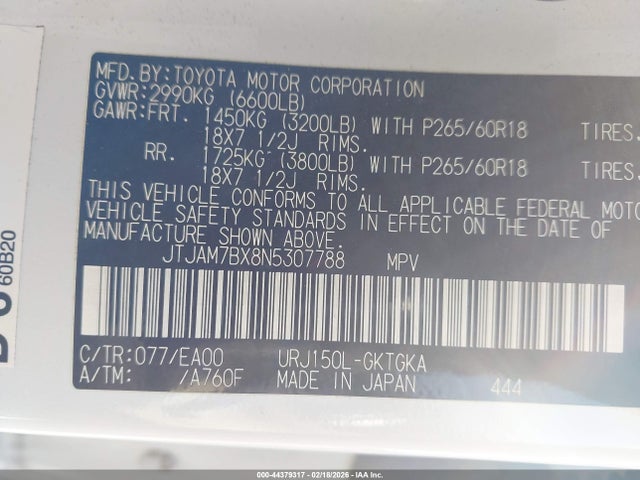 MFD.BY:TOYOTA MOTOR CORPORATION
GVWR:2990KG (6600LB)
GAWR:FRT. 1450KG (3200LB) WITH P265/60R18 TIRES,
18X7 1/2J RIMS.
RR. 1725KG (3800LB) WITH P265/60R18 TIRES,
18X7 1/2J RIMS.
THIS VEHICLE CONFORMS TO ALL APPLICABLE FEDERAL MOTO
VEHICLE SAFETY STANDARDS IN EFFECT ON THE DATE OF
MANUFACTURE SHOWN ABOVE.
JTJAM7BX8N5307788 MPV
C/TR:077/EA00 URJ150L-GKTGKA
A/TM: /A760F MADE IN JAPAN 444
60B20
000-44379317 - 02/18/2026 - IAA Inc.